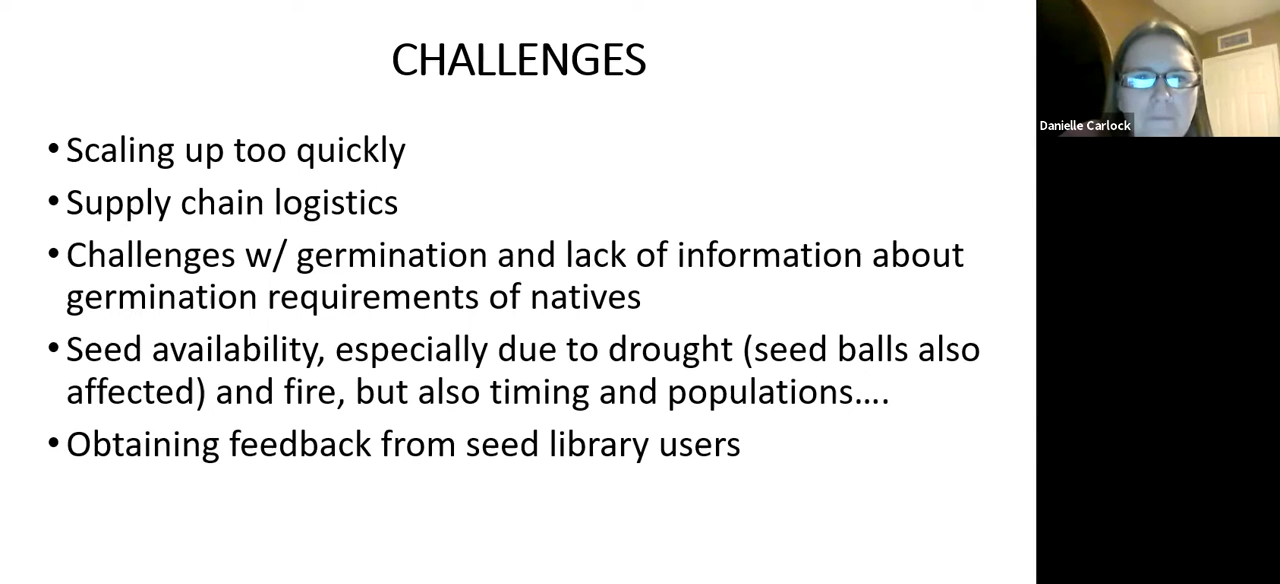 CHALLENGES
• Scaling up too quickly
• Supply chain logistics
• Challenges w/ germination and lack of information about
germination requirements of natives
• Seed availability, especially due to drought (seed balls also
affected) and fire, but also timing and populations....
• Obtaining feedback from seed library users
Danielle Carlock